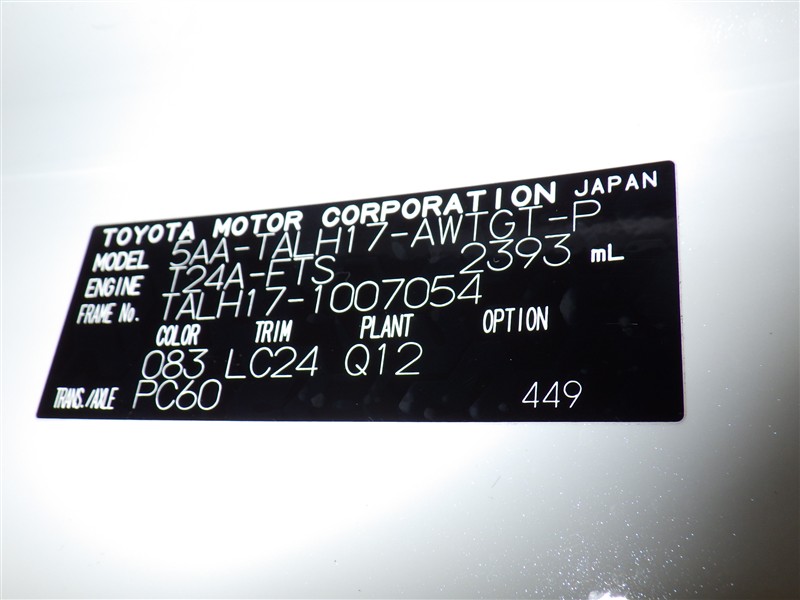 TOYOTA MOTOR CORPORATION JAPAN
MODEL 5AA-TALH17-AWTGT-P
ENGINE T24A-FTS 2393 mL
FRAME No. TALH17-1007054
COLOR TRIM PLANT OPTION
083 LC24 Q12
TRANS./AXLE PC60 449